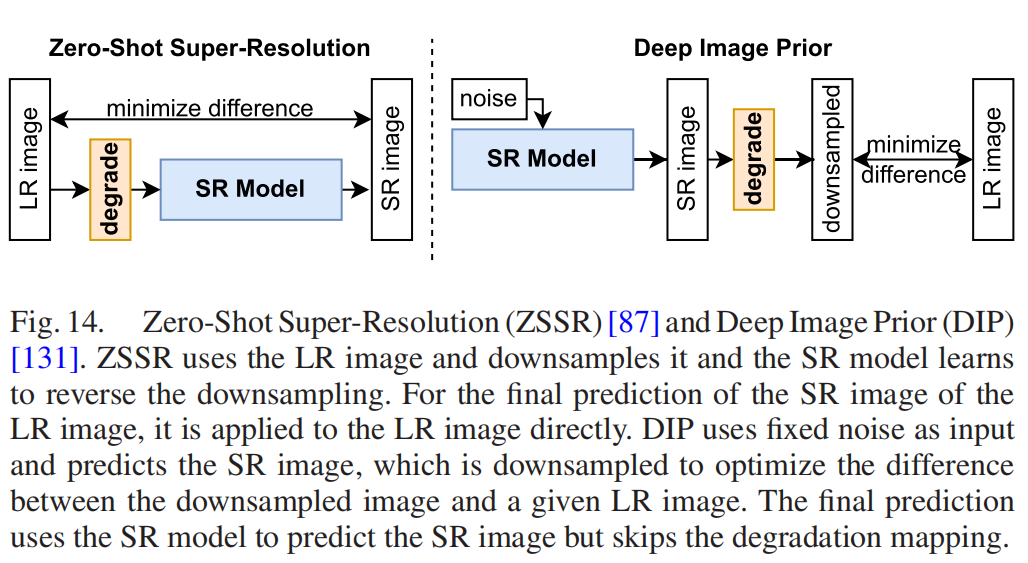 Zero-Shot Super-Resolution
LR image
minimize difference
degrade
SR Model
SR image
Deep Image Prior
noise
SR Model
SR image
degrade
downsampled
minimize
difference
LR image
Fig. 14. Zero-Shot Super-Resolution (ZSSR) [87] and Deep Image Prior (DIP)
[131]. ZSSR uses the LR image and downsamples it and the SR model learns
to reverse the downsampling. For the final prediction of the SR image of the
LR image, it is applied to the LR image directly. DIP uses fixed noise as input
and predicts the SR image, which is downsampled to optimize the difference
between the downsampled image and a given LR image. The final prediction
uses the SR model to predict the SR image but skips the degradation mapping.